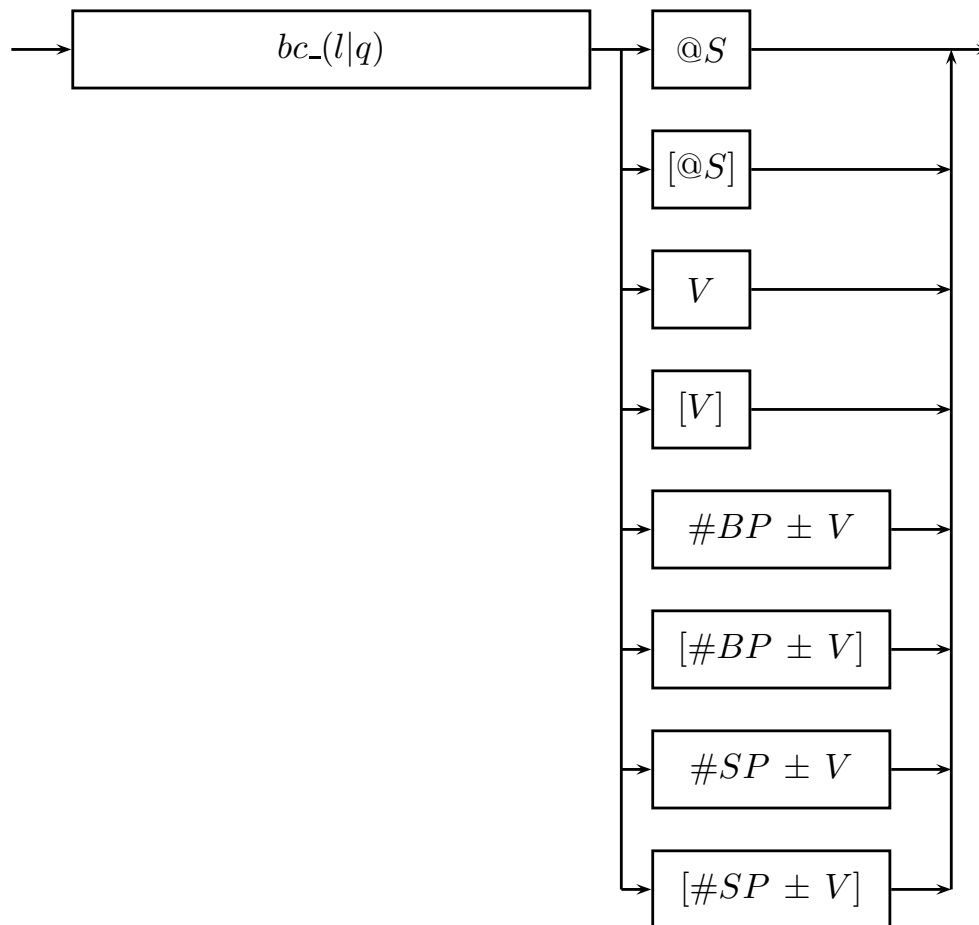 bc_(l|q) @S
[@S]
V
[V]
#BP ± V
[#BP ± V]
#SP ± V
[#SP ± V]